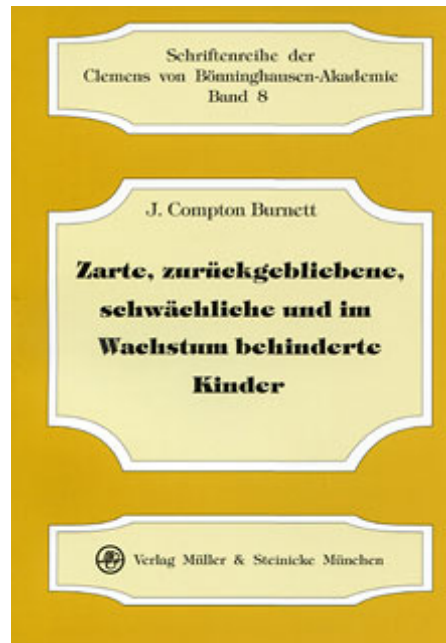 Schriftenreihe der
Clemens von Bönninghausen-Akademie
Band 8
J. Compton Burnett
Zarte, zurückgebliebene,
schwächliche und im
Wachstum behinderte
Kinder
Verlag Müller & Steinicke München